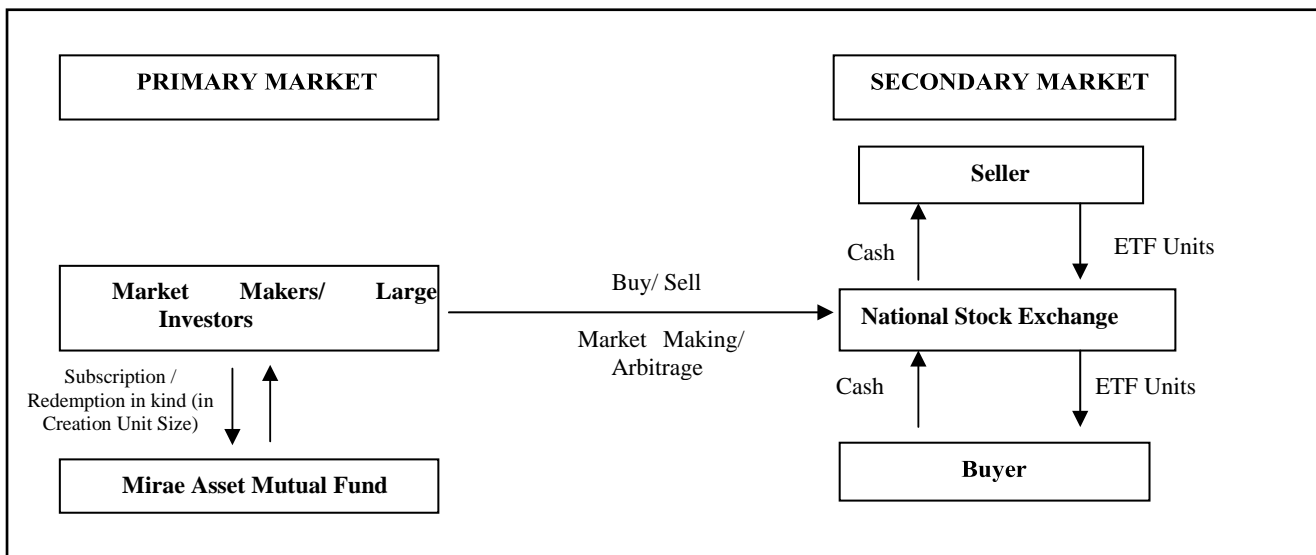 PRIMARY MARKET
SECONDARY MARKET
Seller
Cash
ETF Units
Market Makers/ Large
Investors
Buy/ Sell
National Stock Exchange
Market Making/
Arbitrage
Subscription /
Redemption in kind (in
Creation Unit Size)
Cash
ETF Units
Mirae Asset Mutual Fund
Buyer